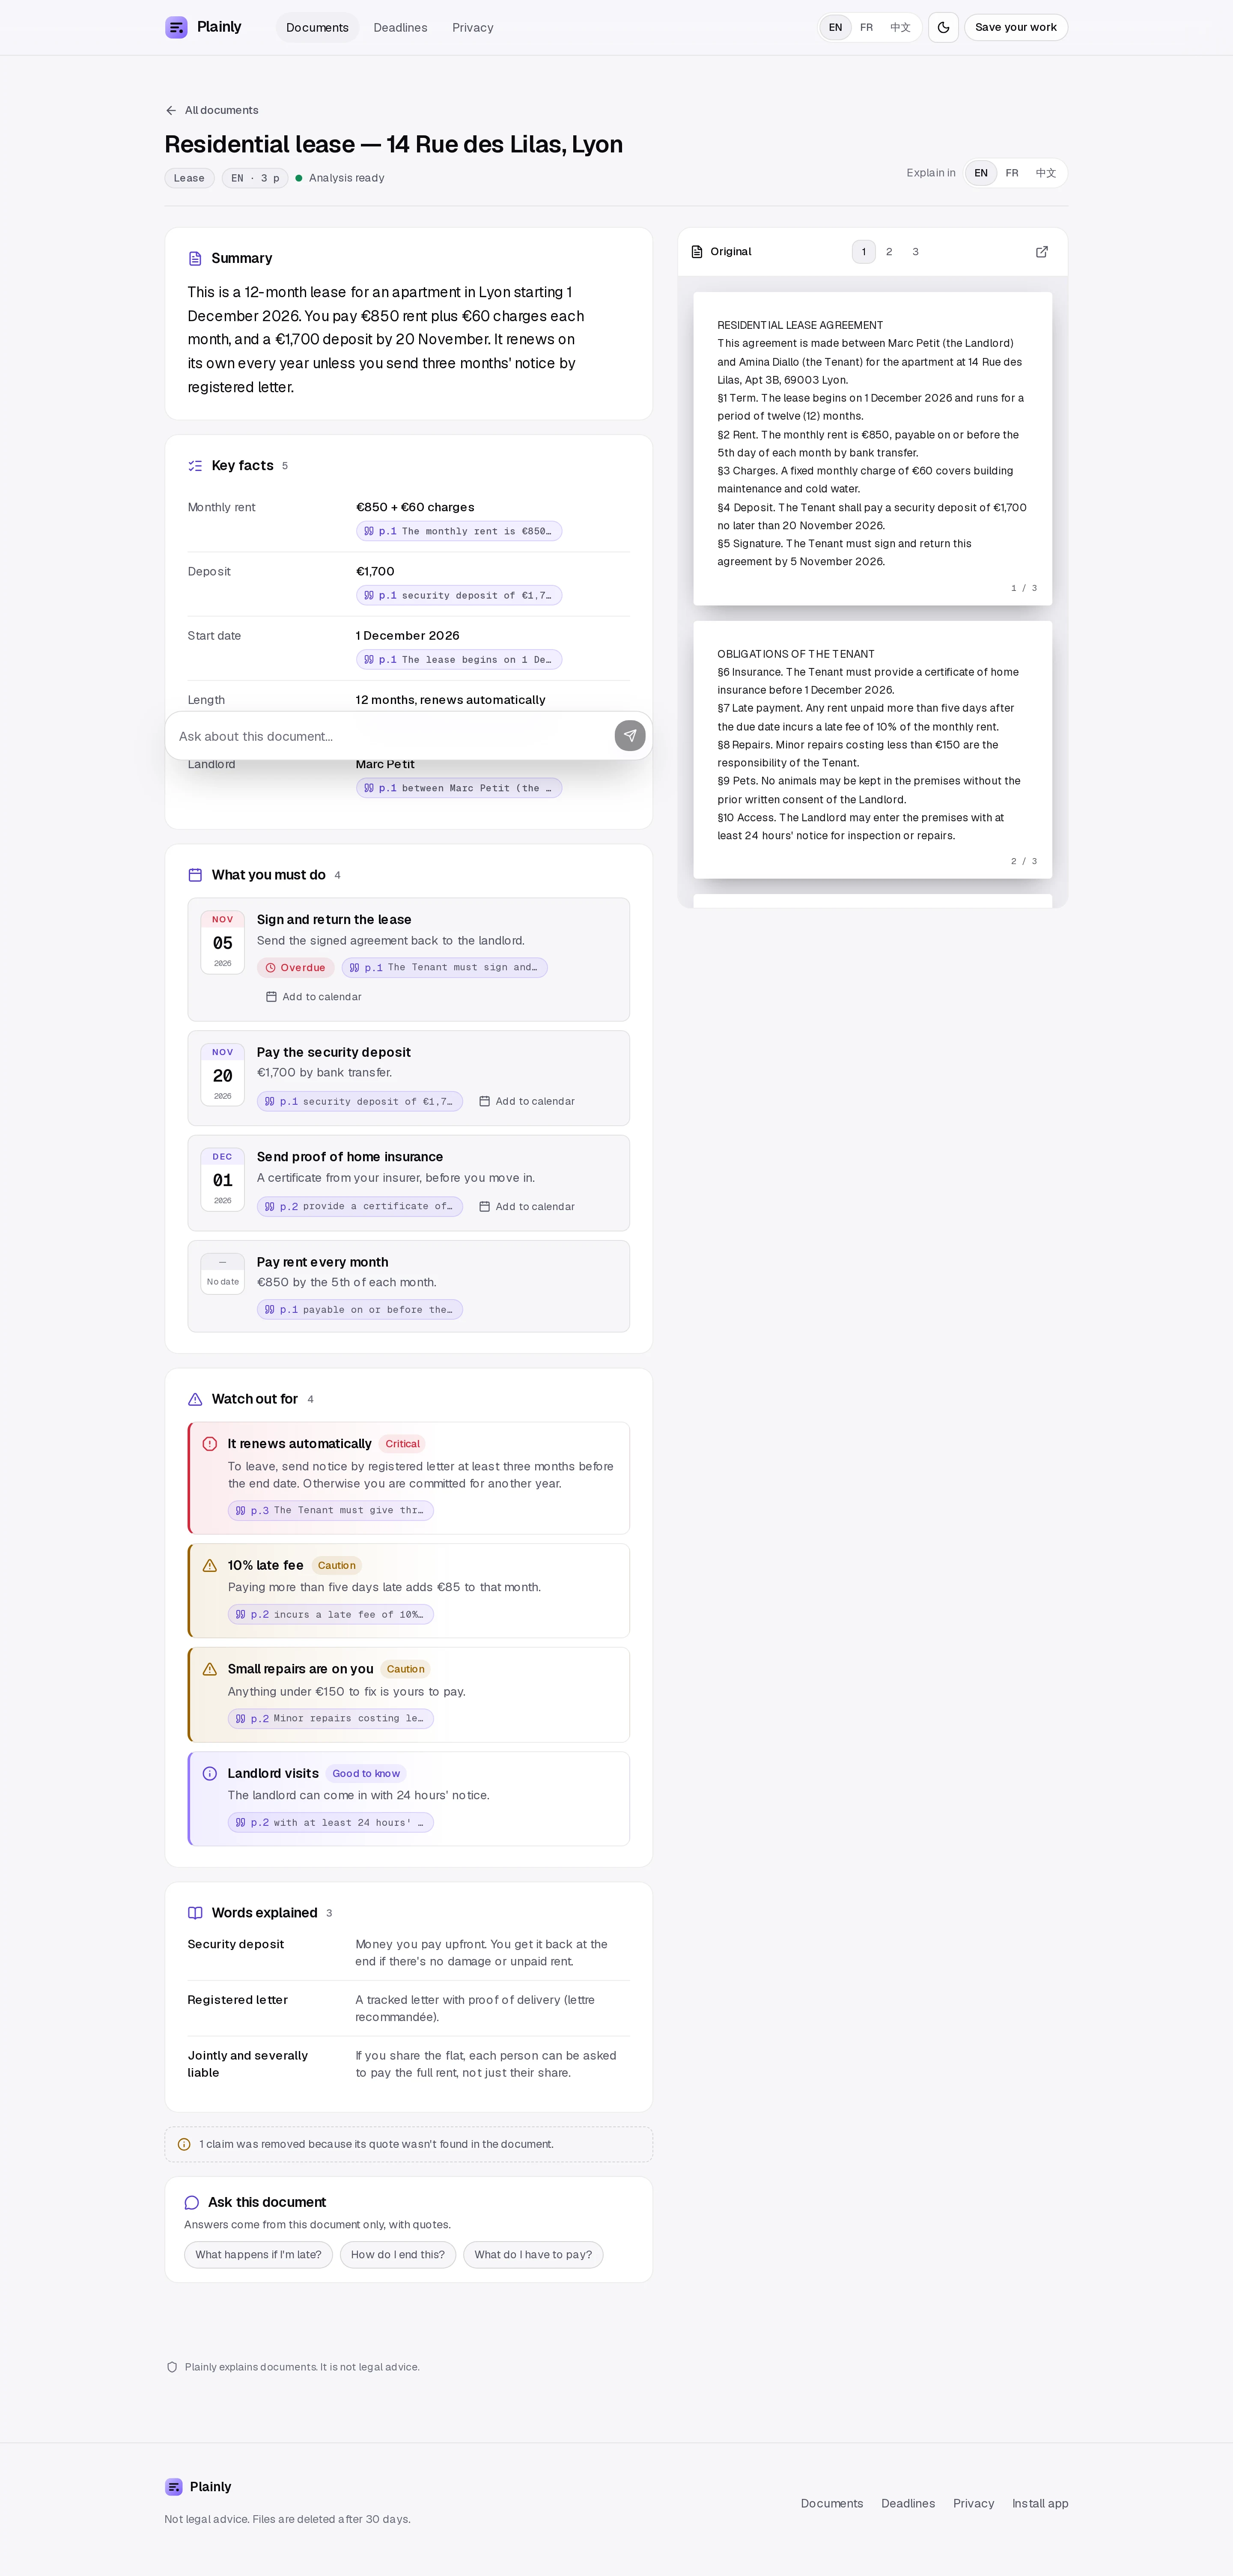 Plainly
Documents
Deadlines
Privacy
EN
FR
中文
Save your work
All documents
Residential lease — 14 Rue des Lilas, Lyon
Lease
EN · 3 p
Analysis ready
Explain in
EN
FR
中文
Summary
This is a 12-month lease for an apartment in Lyon starting 1
December 2026. You pay €850 rent plus €60 charges each
month, and a €1,700 deposit by 20 November. It renews on
its own every year unless you send three months' notice by
registered letter.
Key facts 5
Monthly rent
€850 + €60 charges
p.1 The monthly rent is €850…
Deposit
€1,700
p.1 security deposit of €1,7…
Start date
1 December 2026
p.1 The lease begins on 1 De…
Length
12 months, renews automatically
Ask about this document…
Landlord
Marc Petit
p.1 between Marc Petit (the …
What you must do 4
NOV
05
2026
Sign and return the lease
Send the signed agreement back to the landlord.
Overdue
p.1 The Tenant must sign and…
Add to calendar
NOV
20
2026
Pay the security deposit
€1,700 by bank transfer.
p.1 security deposit of €1,7…
Add to calendar
DEC
01
2026
Send proof of home insurance
A certificate from your insurer, before you move in.
p.2 provide a certificate of…
Add to calendar
—
No date
Pay rent every month
€850 by the 5th of each month.
p.1 payable on or before the…
Watch out for 4
It renews automatically
Critical
To leave, send notice by registered letter at least three months before
the end date. Otherwise you are committed for another year.
p.3 The Tenant must give thr…
10% late fee
Caution
Paying more than five days late adds €85 to that month.
p.2 incurs a late fee of 10%…
Small repairs are on you
Caution
Anything under €150 to fix is yours to pay.
p.2 Minor repairs costing le…
Landlord visits
Good to know
The landlord can come in with 24 hours' notice.
p.2 with at least 24 hours' …
Words explained 3
Security deposit
Money you pay upfront. You get it back at the
end if there's no damage or unpaid rent.
Registered letter
A tracked letter with proof of delivery (lettre
recommandée).
Jointly and severally
liable
If you share the flat, each person can be asked
to pay the full rent, not just their share.
1 claim was removed because its quote wasn't found in the document.
Ask this document
Answers come from this document only, with quotes.
What happens if I'm late?
How do I end this?
What do I have to pay?
Original
1
2
3
RESIDENTIAL LEASE AGREEMENT
This agreement is made between Marc Petit (the Landlord)
and Amina Diallo (the Tenant) for the apartment at 14 Rue des
Lilas, Apt 3B, 69003 Lyon.
§1 Term. The lease begins on 1 December 2026 and runs for a
period of twelve (12) months.
§2 Rent. The monthly rent is €850, payable on or before the
5th day of each month by bank transfer.
§3 Charges. A fixed monthly charge of €60 covers building
maintenance and cold water.
§4 Deposit. The Tenant shall pay a security deposit of €1,700
no later than 20 November 2026.
§5 Signature. The Tenant must sign and return this
agreement by 5 November 2026.
1 / 3
OBLIGATIONS OF THE TENANT
§6 Insurance. The Tenant must provide a certificate of home
insurance before 1 December 2026.
§7 Late payment. Any rent unpaid more than five days after
the due date incurs a late fee of 10% of the monthly rent.
§8 Repairs. Minor repairs costing less than €150 are the
responsibility of the Tenant.
§9 Pets. No animals may be kept in the premises without the
prior written consent of the Landlord.
§10 Access. The Landlord may enter the premises with at
least 24 hours' notice for inspection or repairs.
2 / 3
Plainly explains documents. It is not legal advice.
Plainly
Not legal advice. Files are deleted after 30 days.
Documents
Deadlines
Privacy
Install app